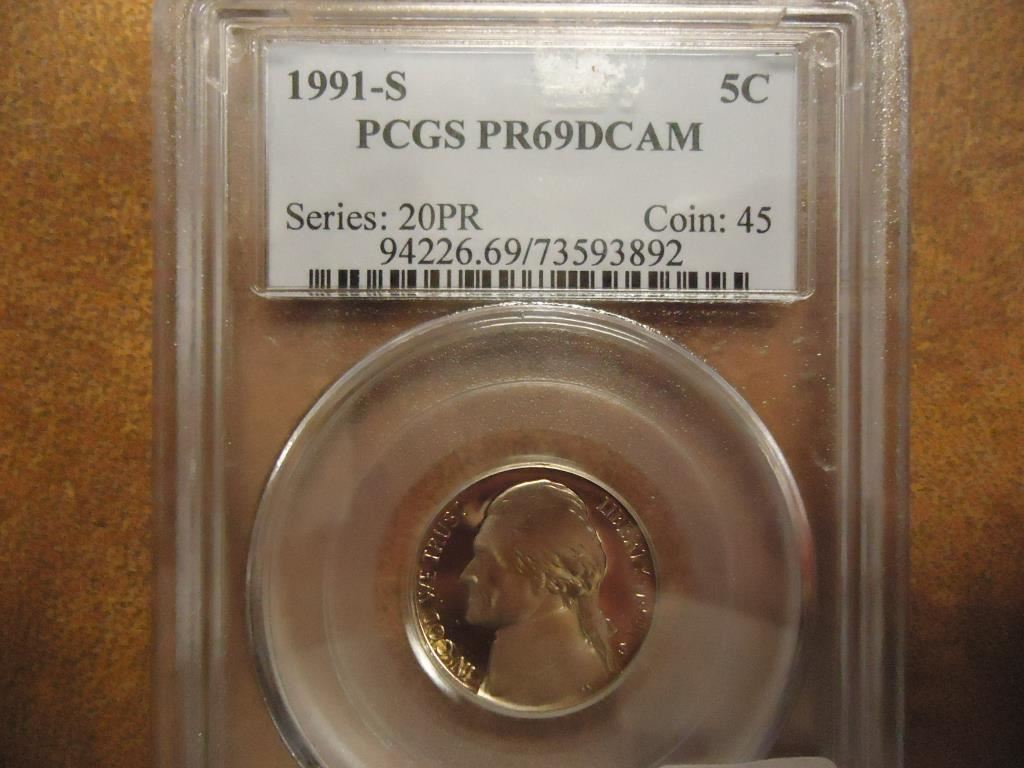 1991-S 5C
PCGS PR69DCAM
Series: 20PR Coin: 45
94226.69/73593892
IN GOD WE TRUST
LIBERTY